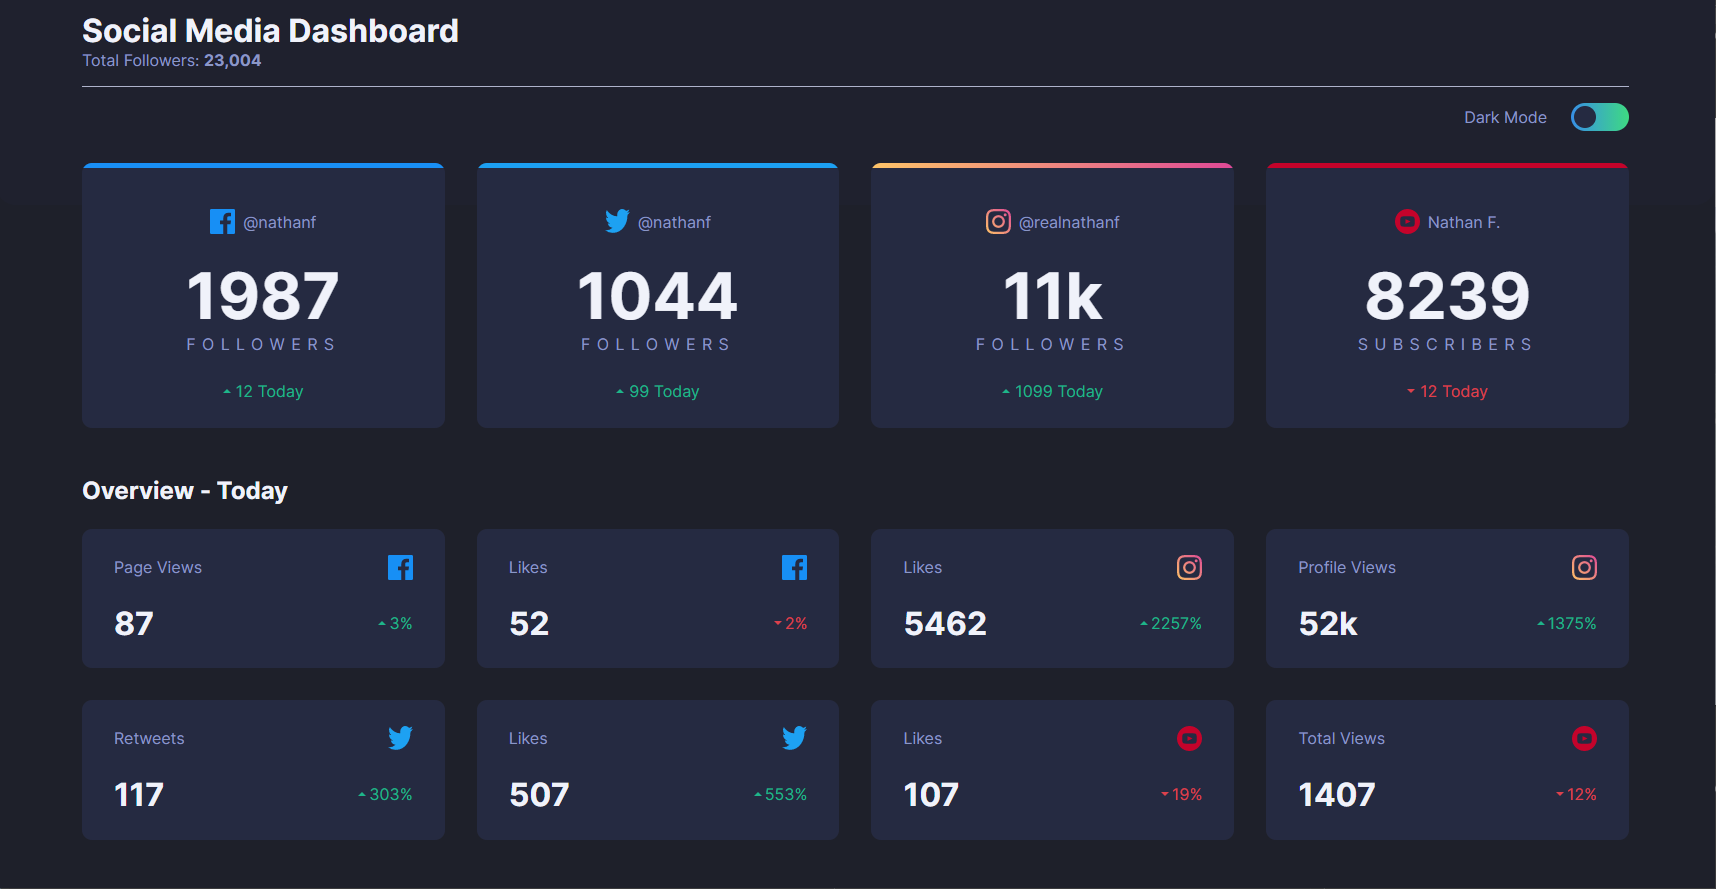 Social Media Dashboard
Total Followers: 23,004
Dark Mode
@nathanf
1987
FOLLOWERS
12 Today
@nathanf
1044
FOLLOWERS
99 Today
@realnathanf
11k
FOLLOWERS
1099 Today
Nathan F.
8239
SUBSCRIBERS
12 Today
Overview - Today
Page Views
87
3%
Likes
52
2%
Likes
5462
2257%
Profile Views
52k
1375%
Retweets
117
303%
Likes
507
553%
Likes
107
19%
Total Views
1407
12%